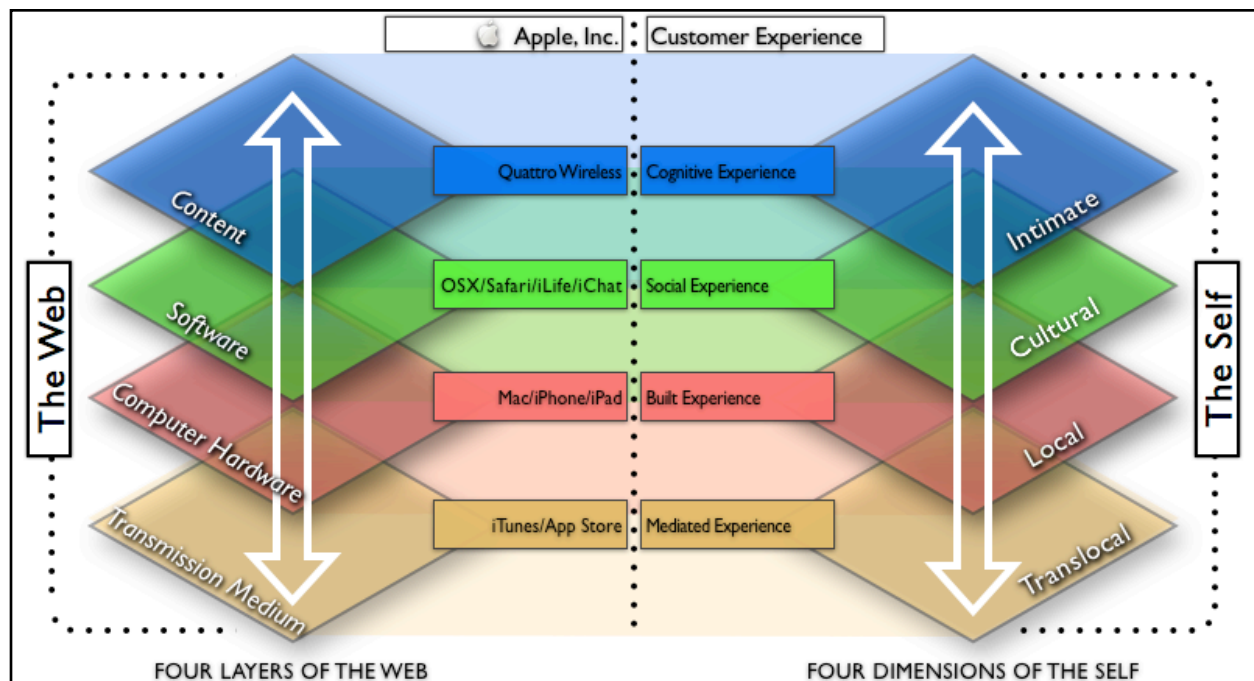 Apple, Inc.
Customer Experience
Quattro Wireless
Cognitive Experience
Content
Intimate
OSX/Safari/iLife/iChat
Social Experience
Software
Cultural
The Web
The Self
Mac/iPhone/iPad
Built Experience
Computer Hardware
Local
iTunes/App Store
Mediated Experience
Transmission Medium
Translocal
FOUR LAYERS OF THE WEB
FOUR DIMENSIONS OF THE SELF